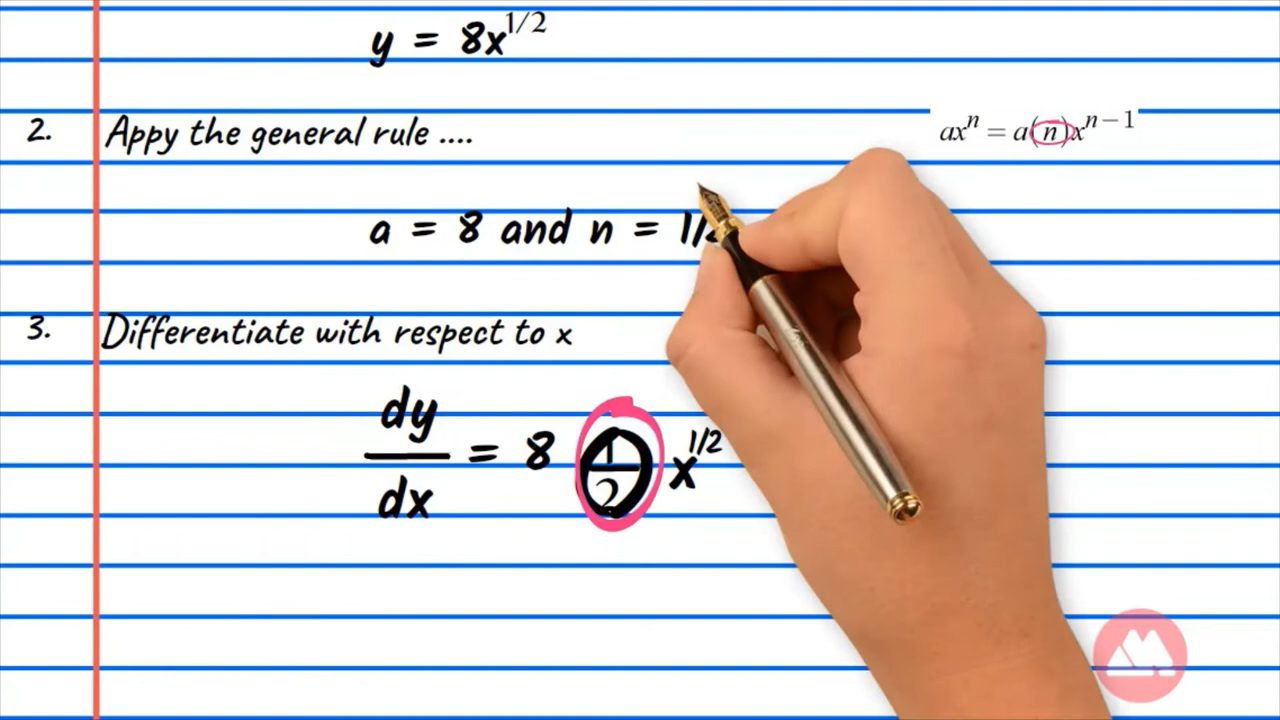 y = 8x^{1/2}
2. Appy the general rule ....
ax^n = a(n)x^{n-1}
a = 8 and n = 1/2
3. Differentiate with respect to x
dy/dx = 8 1/2 x^{1/2}